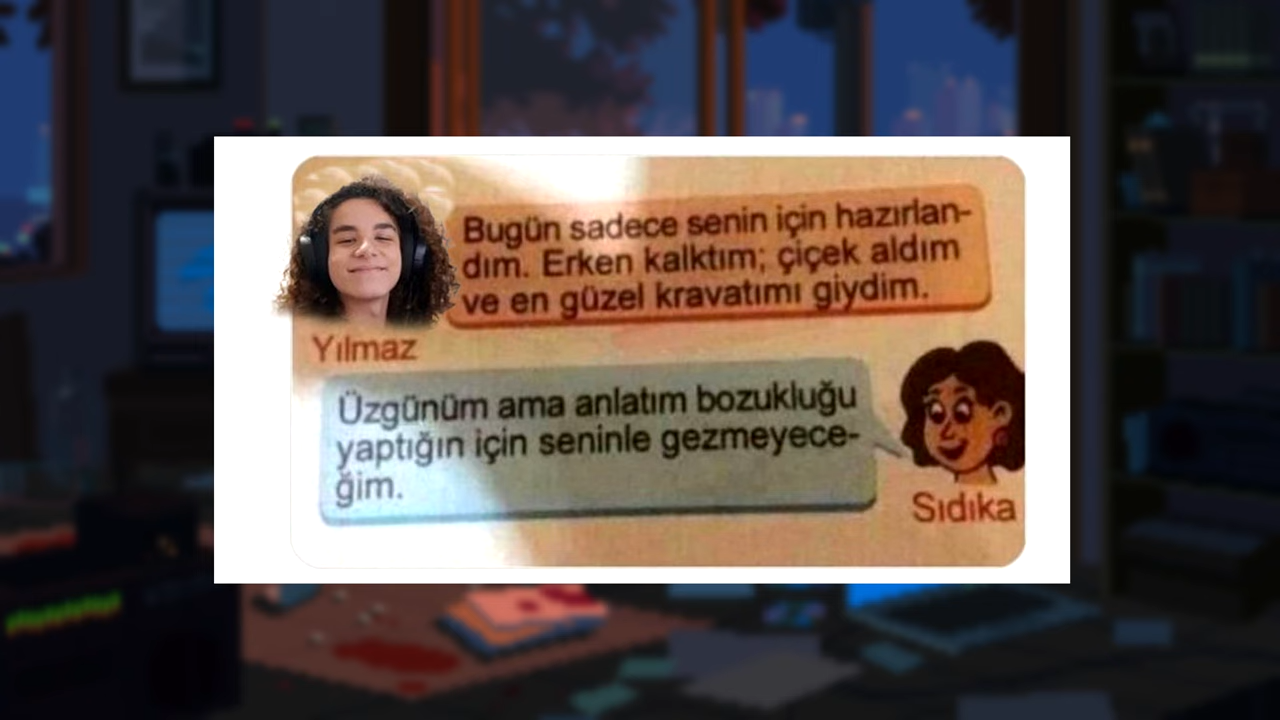 Bugün sadece senin için hazırlan-
dım. Erken kalktım; çiçek aldım
ve en güzel kravatımı giydim.
Yılmaz
Üzgünüm ama anlatım bozukluğu
yaptığın için seninle gezmeyece-
ğim.
Sıdıka